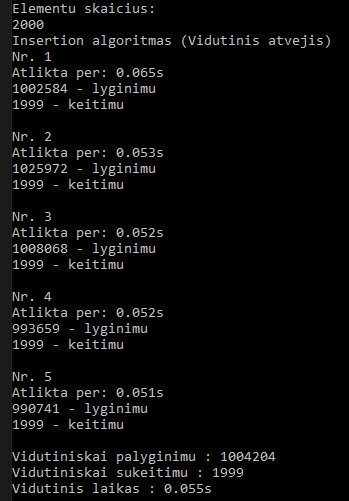 Elementu skaicius:
2000
Insertion algoritmas (Vidutinis atvejis)
Nr. 1
Atlikta per: 0.065s
1002584 - lyginimu
1999 - keitimu
Nr. 2
Atlikta per: 0.053s
1025972 - lyginimu
1999 - keitimu
Nr. 3
Atlikta per: 0.052s
1008068 - lyginimu
1999 - keitimu
Nr. 4
Atlikta per: 0.052s
993659 - lyginimu
1999 - keitimu
Nr. 5
Atlikta per: 0.051s
990741 - lyginimu
1999 - keitimu
Vidutiniskai palyginimu : 1004204
Vidutiniskai sukeitimu : 1999
Vidutinis laikas : 0.055s